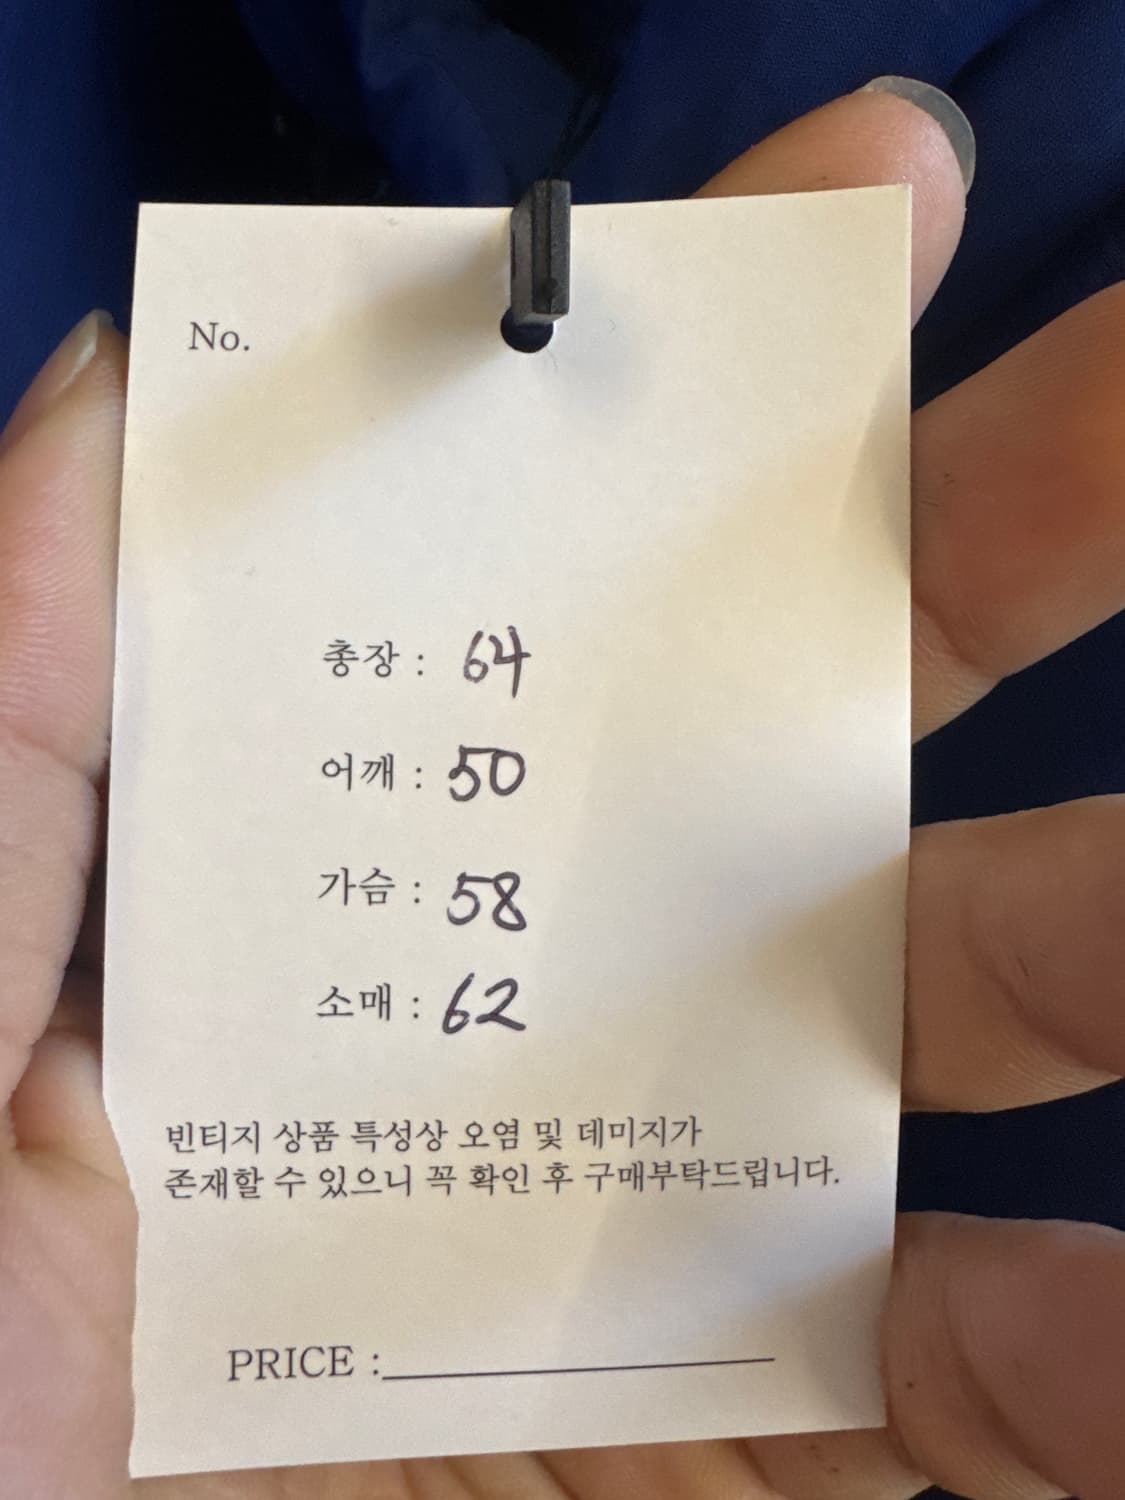 No.
총장 : 64
어깨 : 50
가슴 : 58
소매 : 62
빈티지 상품 특성상 오염 및 데미지가
존재할 수 있으니 꼭 확인 후 구매부탁드립니다.
PRICE :